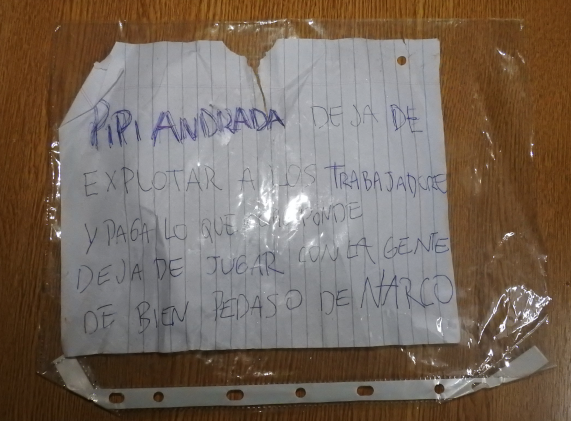 PIPI ANDRADA DEJA DE
EXPLOTAR A LOS TRABAJADORE
Y PAGA LO QUE
DEJA DE JUGAR CON LA GENTE
DE BIEN PEDASO DE NARCO